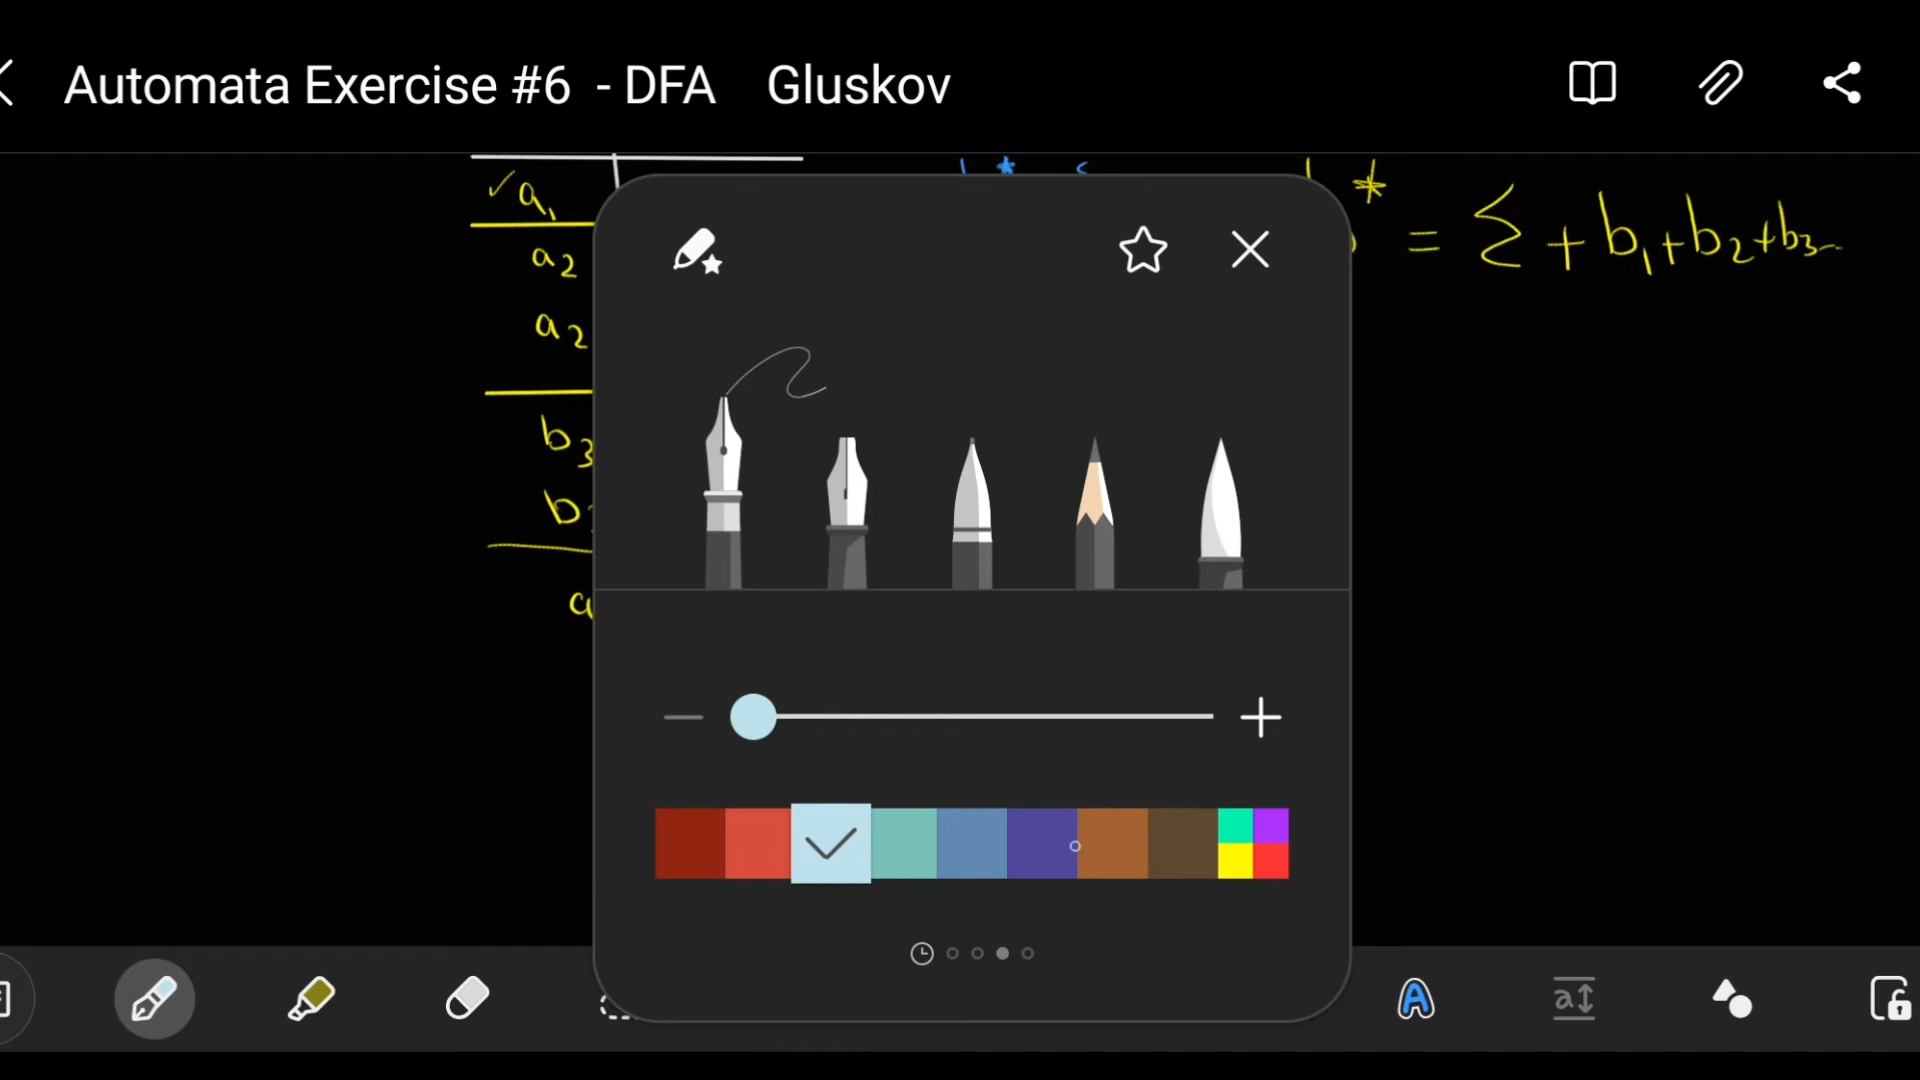 Automata Exercise #6 - DFA Gluskov
✓a₁
* = Σ + b₁+b₂+b₃...
a₂
a₂
b₃
b
a
A
a